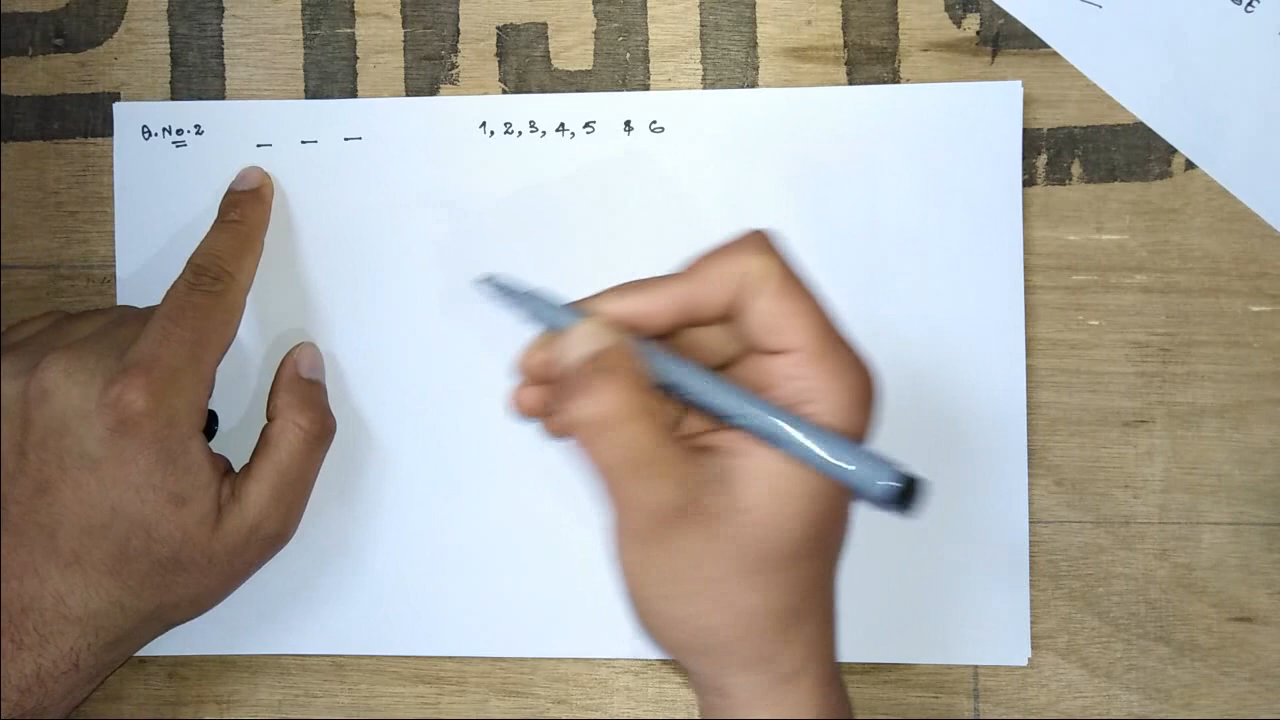 Q.No.2 _ _ _ 1, 2, 3, 4, 5 & 6